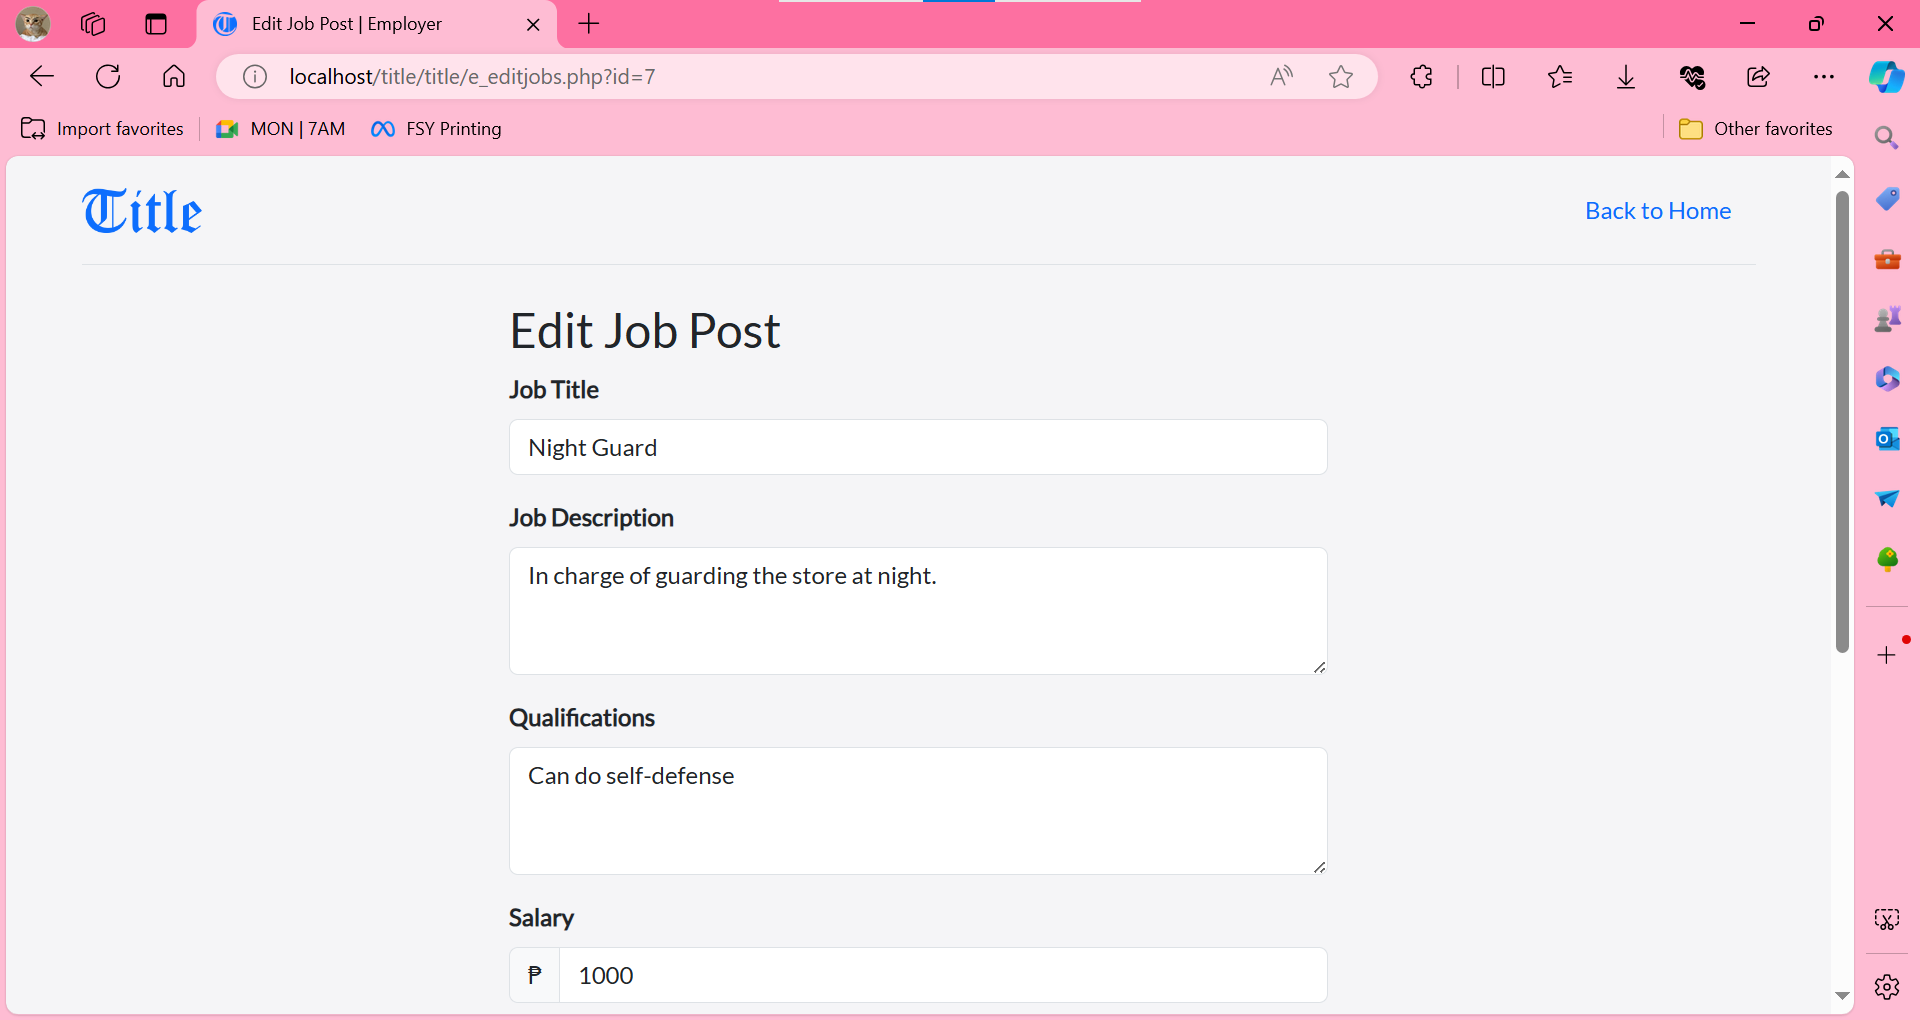 Edit Job Post | Employer
localhost/title/title/e_editjobs.php?id=7
Import favorites
MON | 7AM
FSY Printing
Other favorites
Title
Back to Home
Edit Job Post
Job Title
Night Guard
Job Description
In charge of guarding the store at night.
Qualifications
Can do self-defense
Salary
₱ 1000